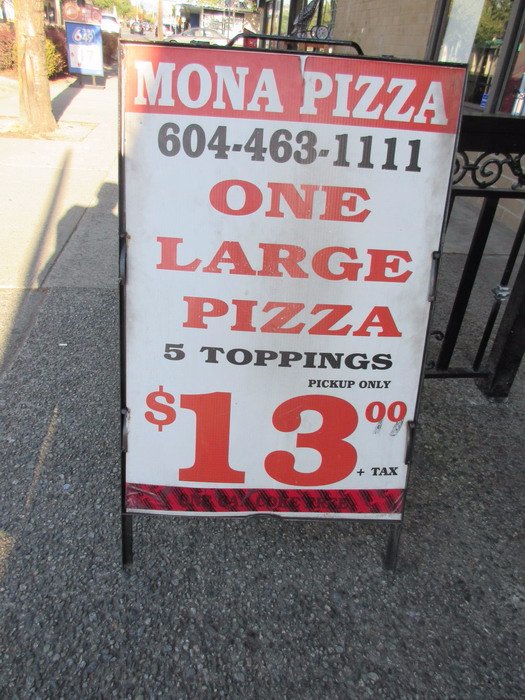 MONA PIZZA
604-463-1111
ONE
LARGE
PIZZA
5 TOPPINGS
PICKUP ONLY
$13.00
+ TAX